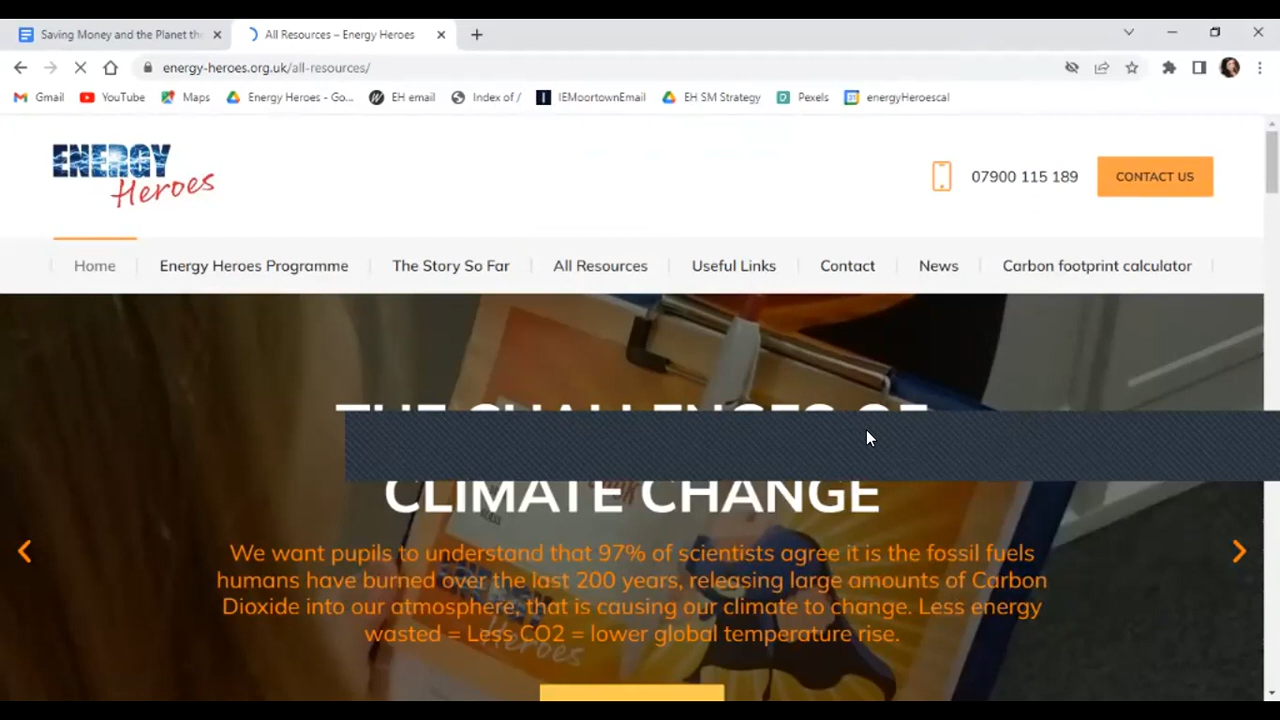 Saving Money and the Planet th
All Resources – Energy Heroes
energy-heroes.org.uk/all-resources/
Gmail
YouTube
Maps
Energy Heroes - Go...
EH email
Index of /
IEMoortownEmail
EH SM Strategy
Pexels
energyHeroescal
ENERGY
Heroes
07900 115 189
CONTACT US
Home
Energy Heroes Programme
The Story So Far
All Resources
Useful Links
Contact
News
Carbon footprint calculator
THE CHALLENGES OF
CLIMATE CHANGE
We want pupils to understand that 97% of scientists agree it is the fossil fuels
humans have burned over the last 200 years, releasing large amounts of Carbon
Dioxide into our atmosphere, that is causing our climate to change. Less energy
wasted = Less CO2 = lower global temperature rise.
Heroes